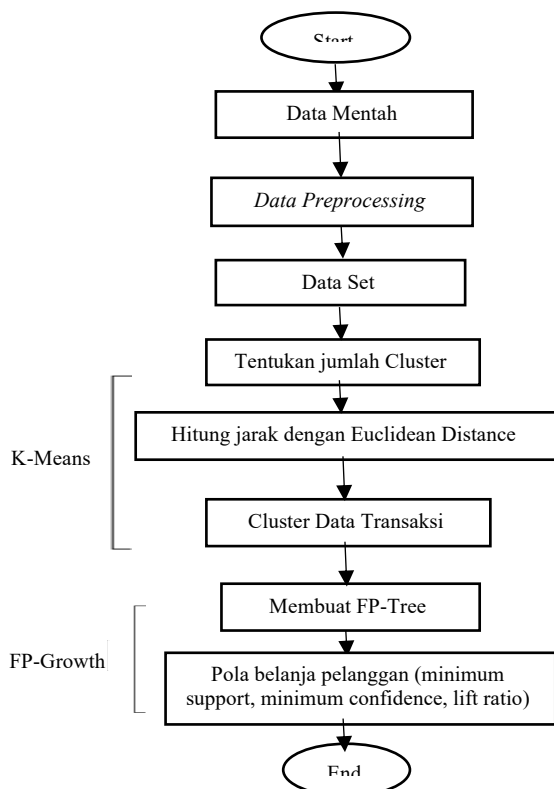 Start
Data Mentah
Data Preprocessing
Data Set
Tentukan jumlah Cluster
Hitung jarak dengan Euclidean Distance
K-Means
Cluster Data Transaksi
Membuat FP-Tree
FP-Growth
Pola belanja pelanggan (minimum
support, minimum confidence, lift ratio)
End